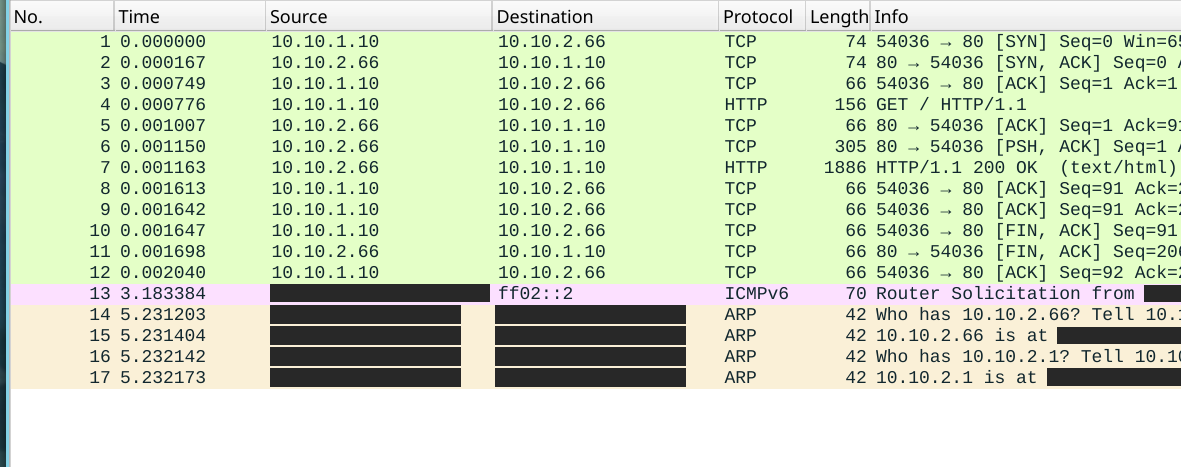 No. Time Source Destination Protocol Length Info
1 0.000000 10.10.1.10 10.10.2.66 TCP 74 54036 → 80 [SYN] Seq=0 Win=65
2 0.000167 10.10.2.66 10.10.1.10 TCP 74 80 → 54036 [SYN, ACK] Seq=0 A
3 0.000749 10.10.1.10 10.10.2.66 TCP 66 54036 → 80 [ACK] Seq=1 Ack=1
4 0.000776 10.10.1.10 10.10.2.66 HTTP 156 GET / HTTP/1.1
5 0.001007 10.10.2.66 10.10.1.10 TCP 66 80 → 54036 [ACK] Seq=1 Ack=91
6 0.001150 10.10.2.66 10.10.1.10 TCP 305 80 → 54036 [PSH, ACK] Seq=1 A
7 0.001163 10.10.2.66 10.10.1.10 HTTP 1886 HTTP/1.1 200 OK (text/html)
8 0.001613 10.10.1.10 10.10.2.66 TCP 66 54036 → 80 [ACK] Seq=91 Ack=2
9 0.001642 10.10.1.10 10.10.2.66 TCP 66 54036 → 80 [ACK] Seq=91 Ack=2
10 0.001647 10.10.1.10 10.10.2.66 TCP 66 54036 → 80 [FIN, ACK] Seq=91
11 0.001698 10.10.2.66 10.10.1.10 TCP 66 80 → 54036 [FIN, ACK] Seq=206
12 0.002040 10.10.1.10 10.10.2.66 TCP 66 54036 → 80 [ACK] Seq=92 Ack=2
13 3.183384 ff02::2 ICMPv6 70 Router Solicitation from
14 5.231203 ARP 42 Who has 10.10.2.66? Tell 10.1
15 5.231404 ARP 42 10.10.2.66 is at
16 5.232142 ARP 42 Who has 10.10.2.1? Tell 10.10
17 5.232173 ARP 42 10.10.2.1 is at